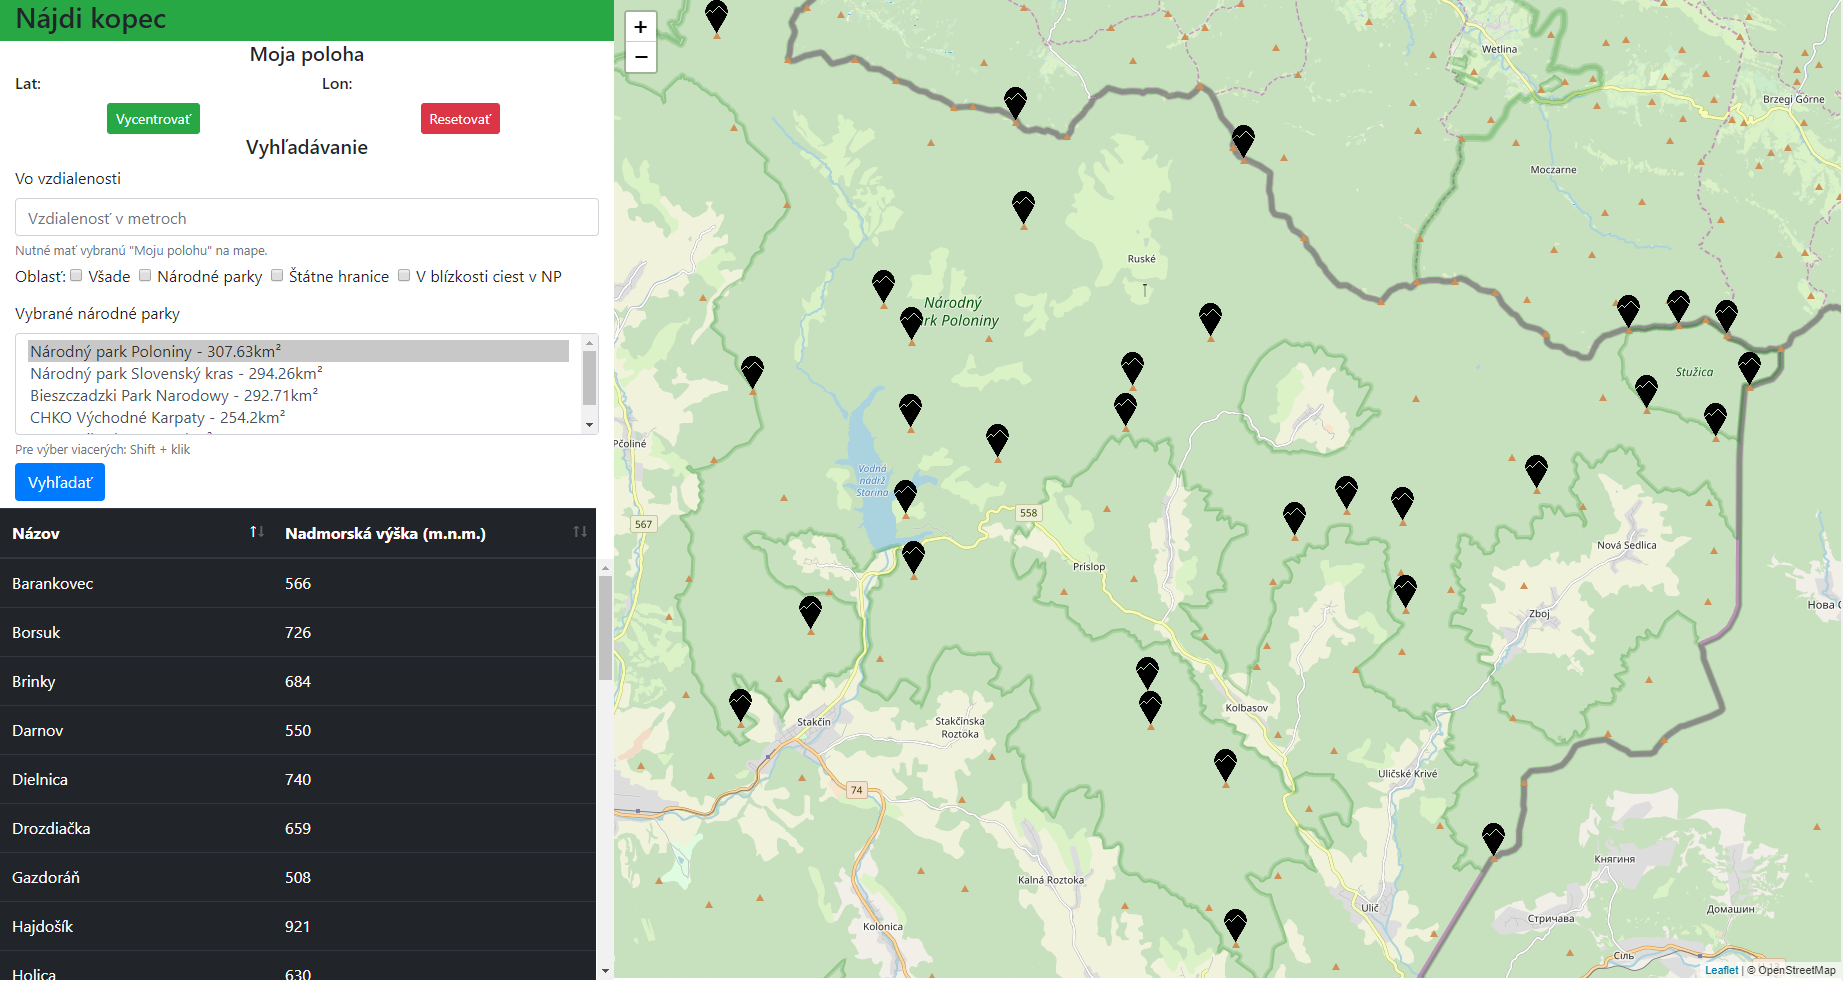 Nájdi kopec
Moja poloha
Lat:
Lon:
Vycentrovať
Resetovať
Vyhľadávanie
Vo vzdialenosti
Vzdialenosť v metroch
Nutné mať vybranú "Moju polohu" na mape.
Oblasť: Všade Národné parky Štátne hranice V blízkosti ciest v NP
Vybrané národné parky
Národný park Poloniny - 307.63km²
Národný park Slovenský kras - 294.26km²
Bieszczadzki Park Narodowy - 292.71km²
CHKO Východné Karpaty - 254.2km²
Pre výber viacerých: Shift + klik
Vyhľadať
Názov
Nadmorská výška (m.n.m.)
Barankovec 566
Borsuk 726
Brinky 684
Darnov 550
Dielnica 740
Drozdiačka 659
Gazdoráň 508
Hajdošík 921
Holica 630
+
−
Wetlina
Brzegi Górne
Moczarne
Ruské
Národný
rk Poloniny
Stužica
Pčoliné
Vodná
nádrž
Starina
567
558
Prislop
Nová Sedlica
Zboj
Нова С
Kolbasov
Stakčin
Stakčinska
Roztoka
Uličské Krivé
74
Княгиня
Kalná Roztoka
Ulič
Стричава
Домашин
Kolonica
Сіль
Leaflet | © OpenStreetMap